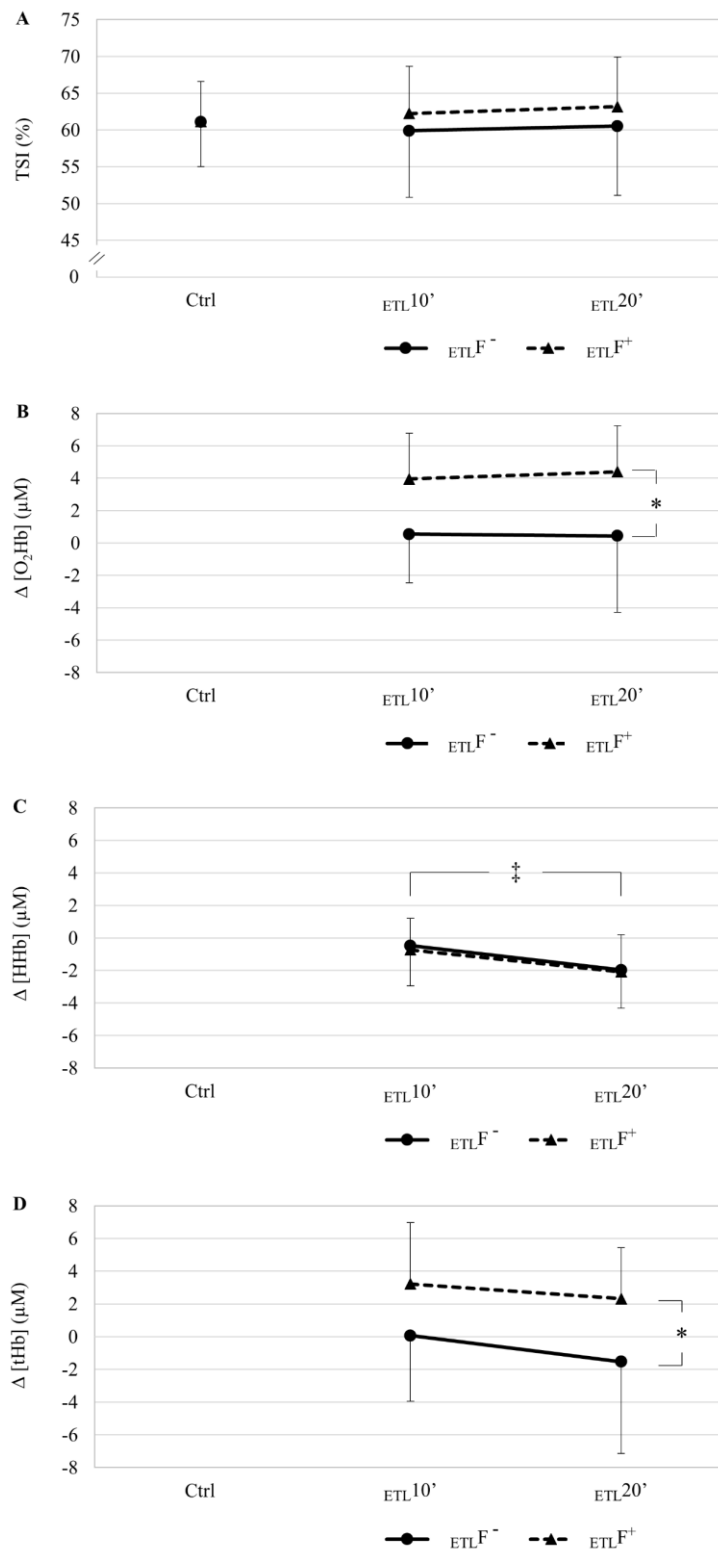 A
75
70
65
60
55
50
45
//
0
TSI (%)
Ctrl
ETL10’
ETL20’
ETLF -
ETLF+
B
8
6
4
2
0
-2
-4
-6
-8
Δ [O2Hb] (µM)
*
Ctrl
ETL10’
ETL20’
ETLF -
ETLF+
C
8
6
4
2
0
-2
-4
-6
-8
Δ [HHb] (µM)
‡
Ctrl
ETL10’
ETL20’
ETLF -
ETLF+
D
8
6
4
2
0
-2
-4
-6
-8
Δ [tHb] (µM)
*
Ctrl
ETL10’
ETL20’
ETLF -
ETLF+